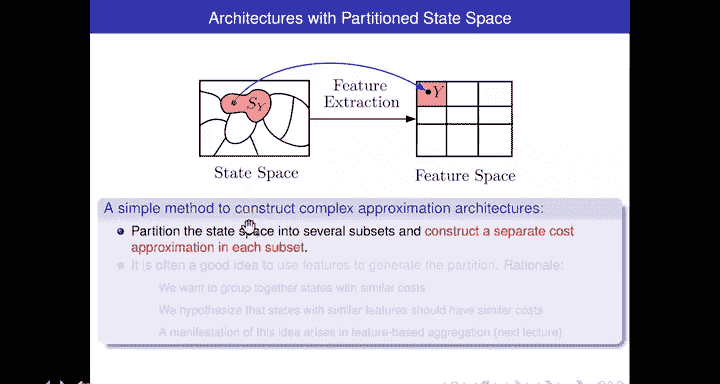 Architectures with Partitioned State Space
Feature
Extraction
S_Y
Y
State Space
Feature Space
A simple method to construct complex approximation architectures:
Partition the state space into several subsets and construct a separate cost
approximation in each subset.
It is often a good idea to use features to generate the partition. Rationale:
We want to group together states with similar costs
We hypothesize that states with similar features should have similar costs
A manifestation of this idea arises in feature-based aggregation (next lecture)